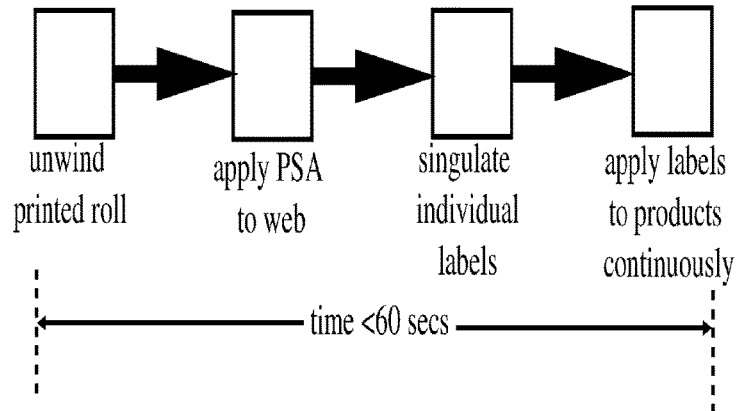 unwind
printed roll
apply PSA
to web
singulate
individual
labels
apply labels
to products
continuously
time <60 secs